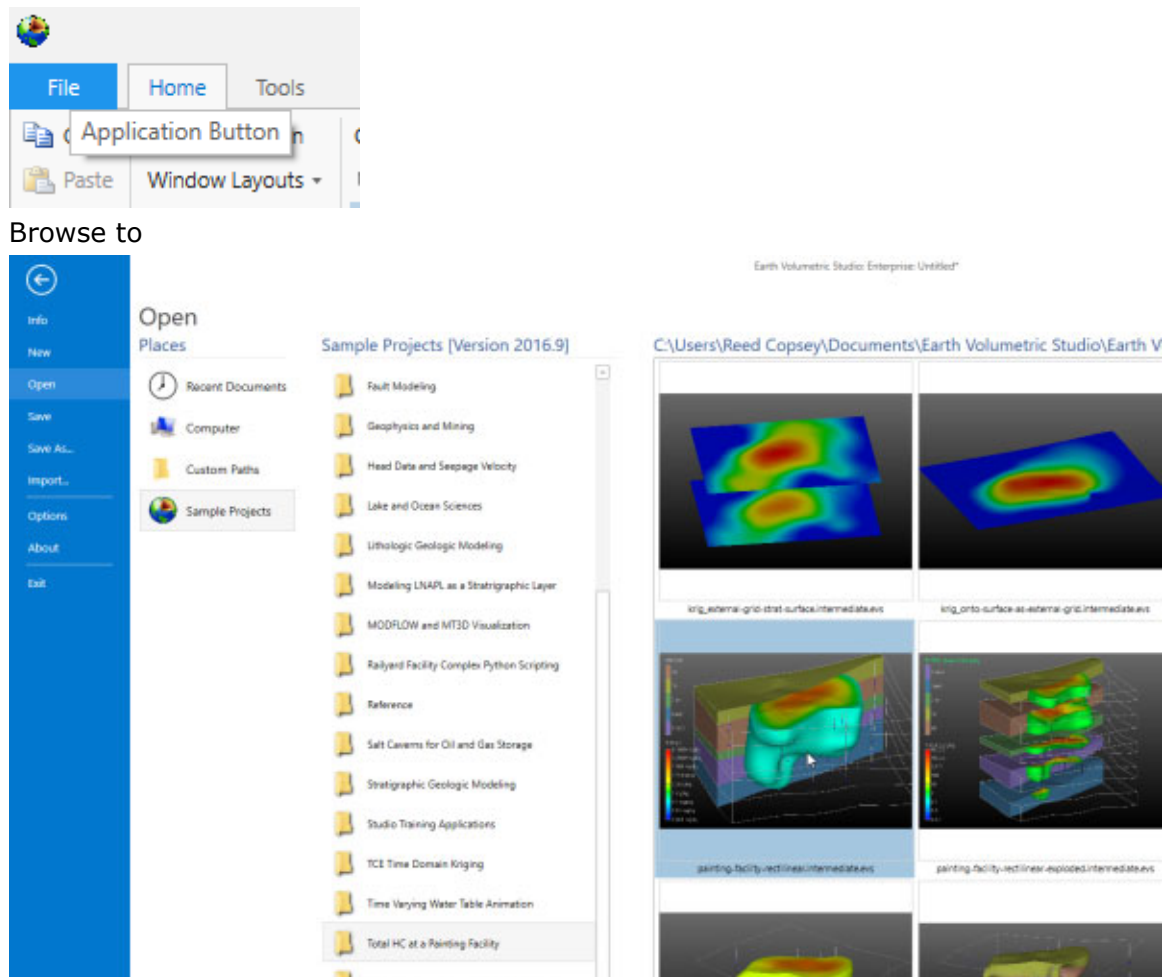 File Home Tools
Application Button
Paste Window Layouts
Browse to
Earth Volumetric Studio: Enterprise: Untitled*
Info
New
Open
Save
Save As...
Import...
Options
About
Exit
Open
Places
Recent Documents
Computer
Custom Paths
Sample Projects
Sample Projects [Version 2016.9]
Fault Modeling
Geophysics and Mining
Head Data and Seepage Velocity
Lake and Ocean Sciences
Lithologic Geologic Modeling
Modeling LNAPL as a Stratrigraphic Layer
MODFLOW and MT3D Visualization
Railyard Facility Complex Python Scripting
Reference
Salt Caverns for Oil and Gas Storage
Stratigraphic Geologic Modeling
Studio Training Applications
TCE Time Domain Kriging
Time Varying Water Table Animation
Total HC at a Painting Facility
C:\Users\Reed Copsey\Documents\Earth Volumetric Studio\Earth V
krig_external-grid-strat-surface.intermediate.evs
krig_onto-surface-as-external-grid.intermediate.evs
painting-facility-rectilinear.intermediate.evs
painting-facility-rectilinear-exploded.intermediate.evs